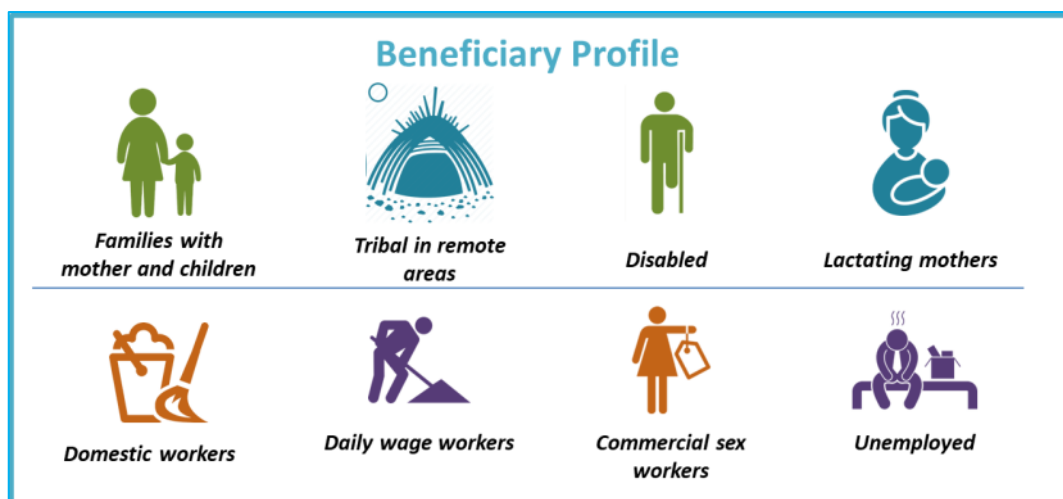 Beneficiary Profile
Families with
mother and children
Tribal in remote
areas
Disabled
Lactating mothers
Domestic workers
Daily wage workers
Commercial sex
workers
Unemployed